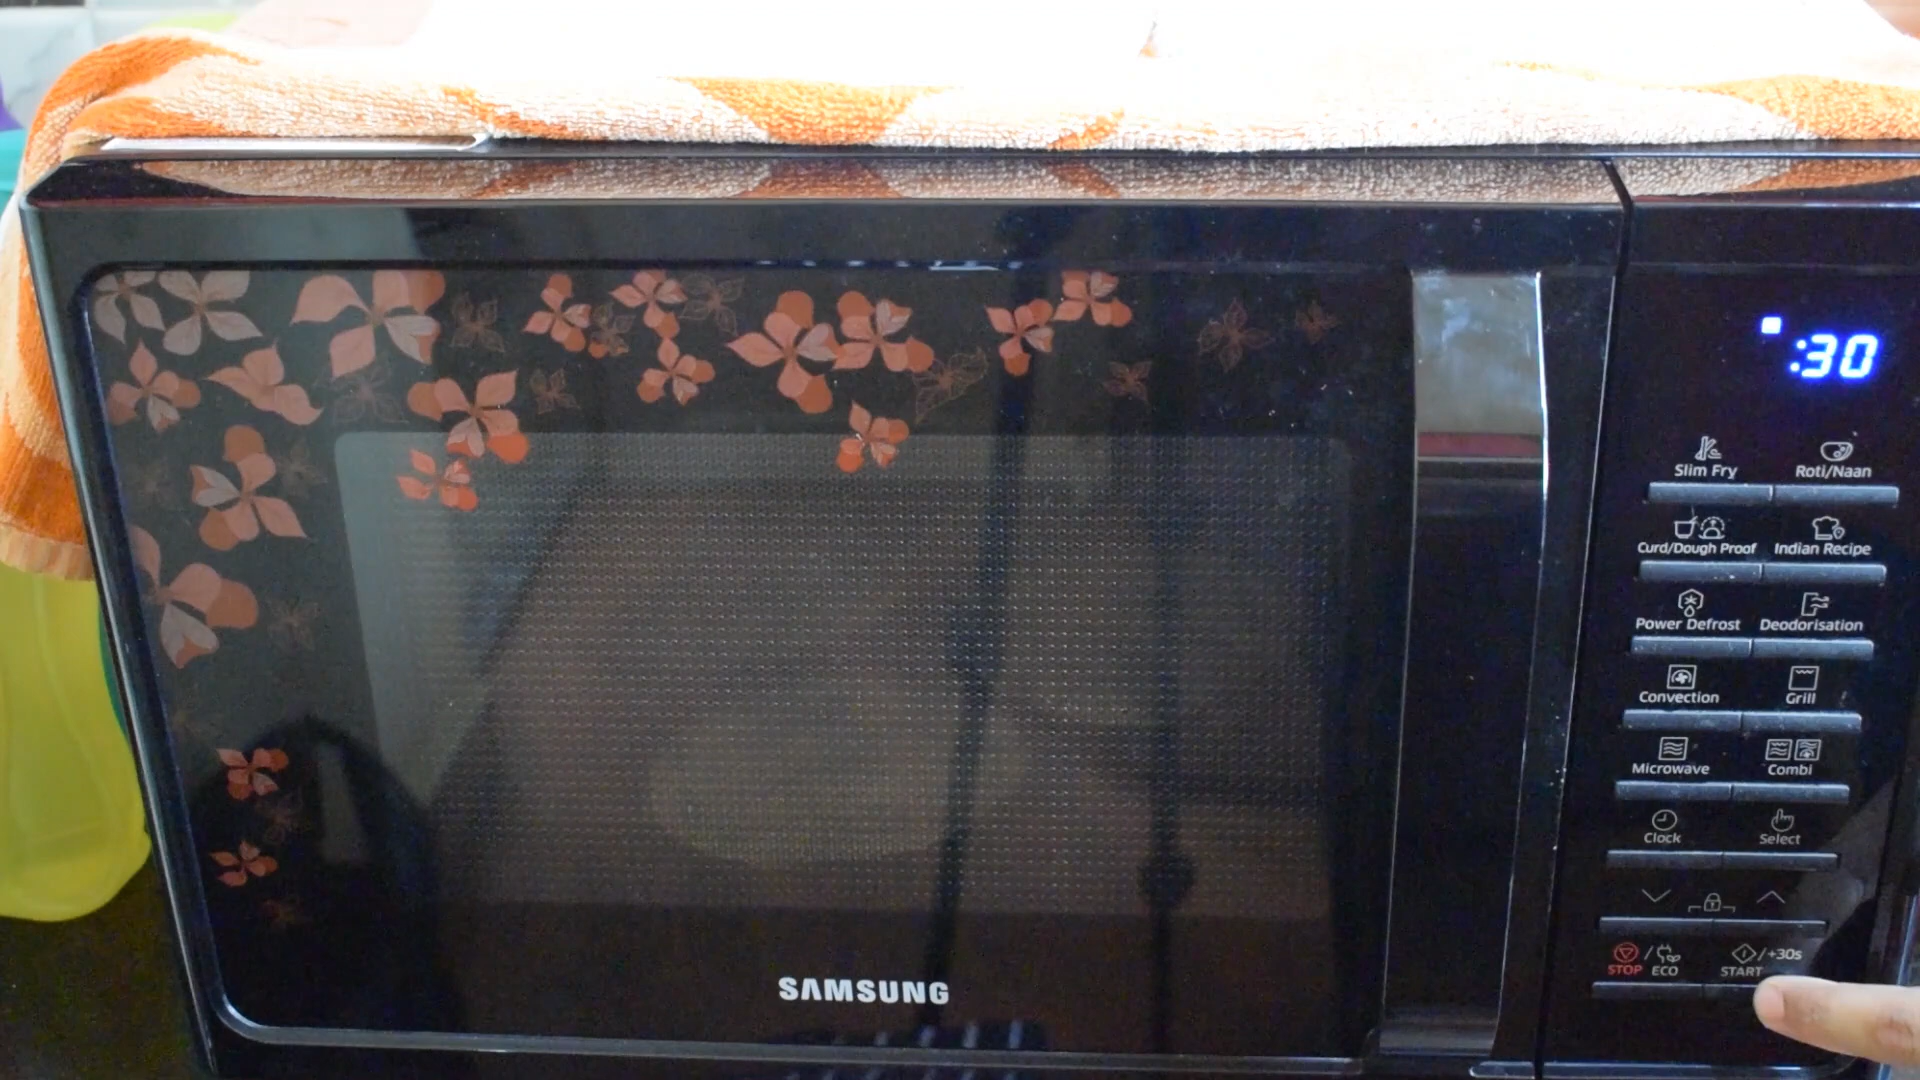 :30
Slim Fry Roti/Naan
Curd/Dough Proof Indian Recipe
Power Defrost Deodorisation
Convection Grill
Microwave Combi
Clock Select
STOP / ECO START /+30s
SAMSUNG